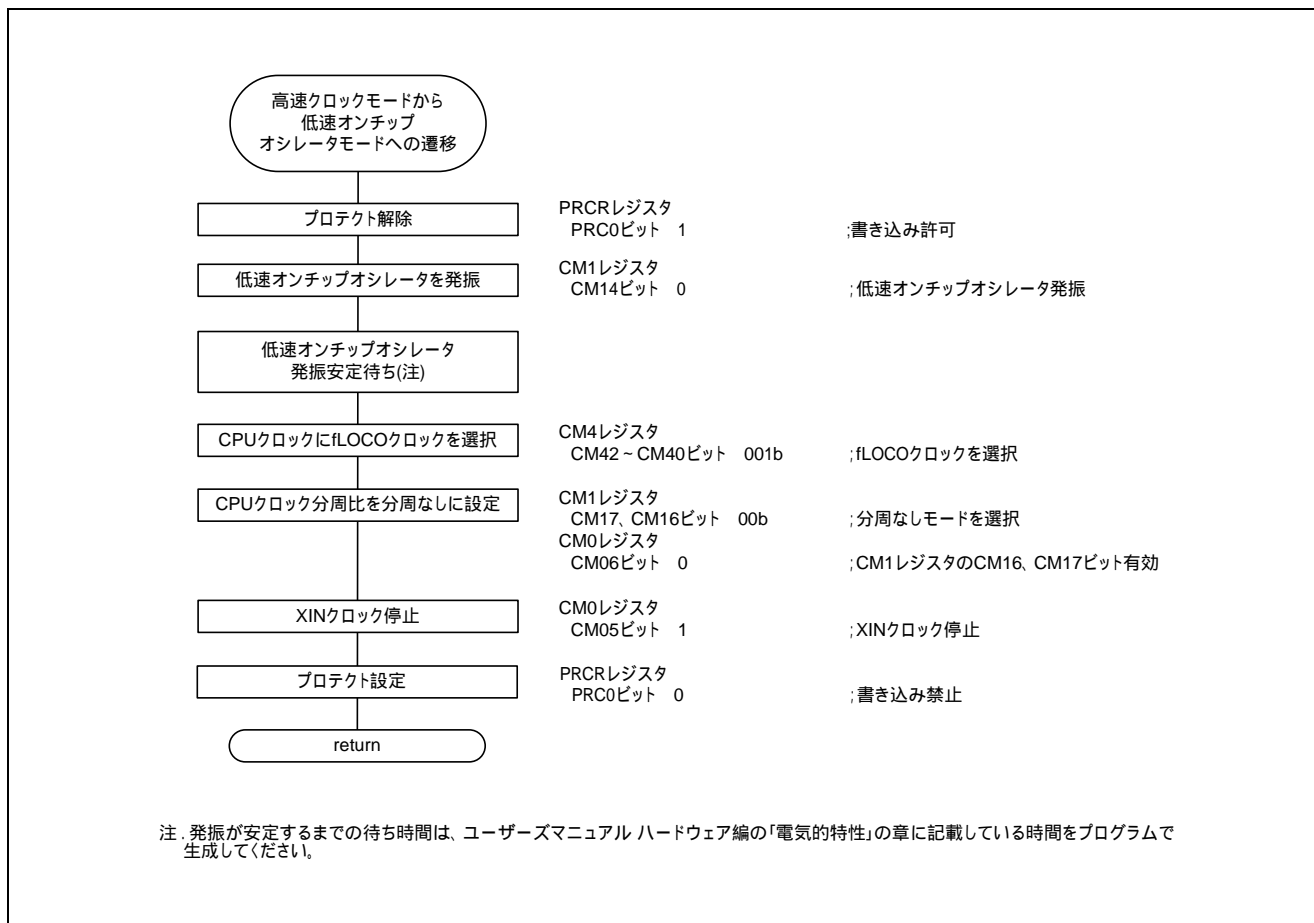 高速クロックモードから
低速オンチップ
オシレータモードへの遷移
プロテクト解除
PRCRレジスタ
PRC0ビット 1 ;書き込み許可
低速オンチップオシレータを発振
CM1レジスタ
CM14ビット 0 ;低速オンチップオシレータ発振
低速オンチップオシレータ
発振安定待ち(注)
CPUクロックにfLOCOクロックを選択
CM4レジスタ
CM42~CM40ビット 001b ;fLOCOクロックを選択
CPUクロック分周比を分周なしに設定
CM1レジスタ
CM17、CM16ビット 00b ;分周なしモードを選択
CM0レジスタ
CM06ビット 0 ;CM1レジスタのCM16、CM17ビット有効
XINクロック停止
CM0レジスタ
CM05ビット 1 ;XINクロック停止
プロテクト設定
PRCRレジスタ
PRC0ビット 0 ;書き込み禁止
return
注.発振が安定するまでの待ち時間は、ユーザーズマニュアル ハードウェア編の「電気的特性」の章に記載している時間をプログラムで
生成してください。